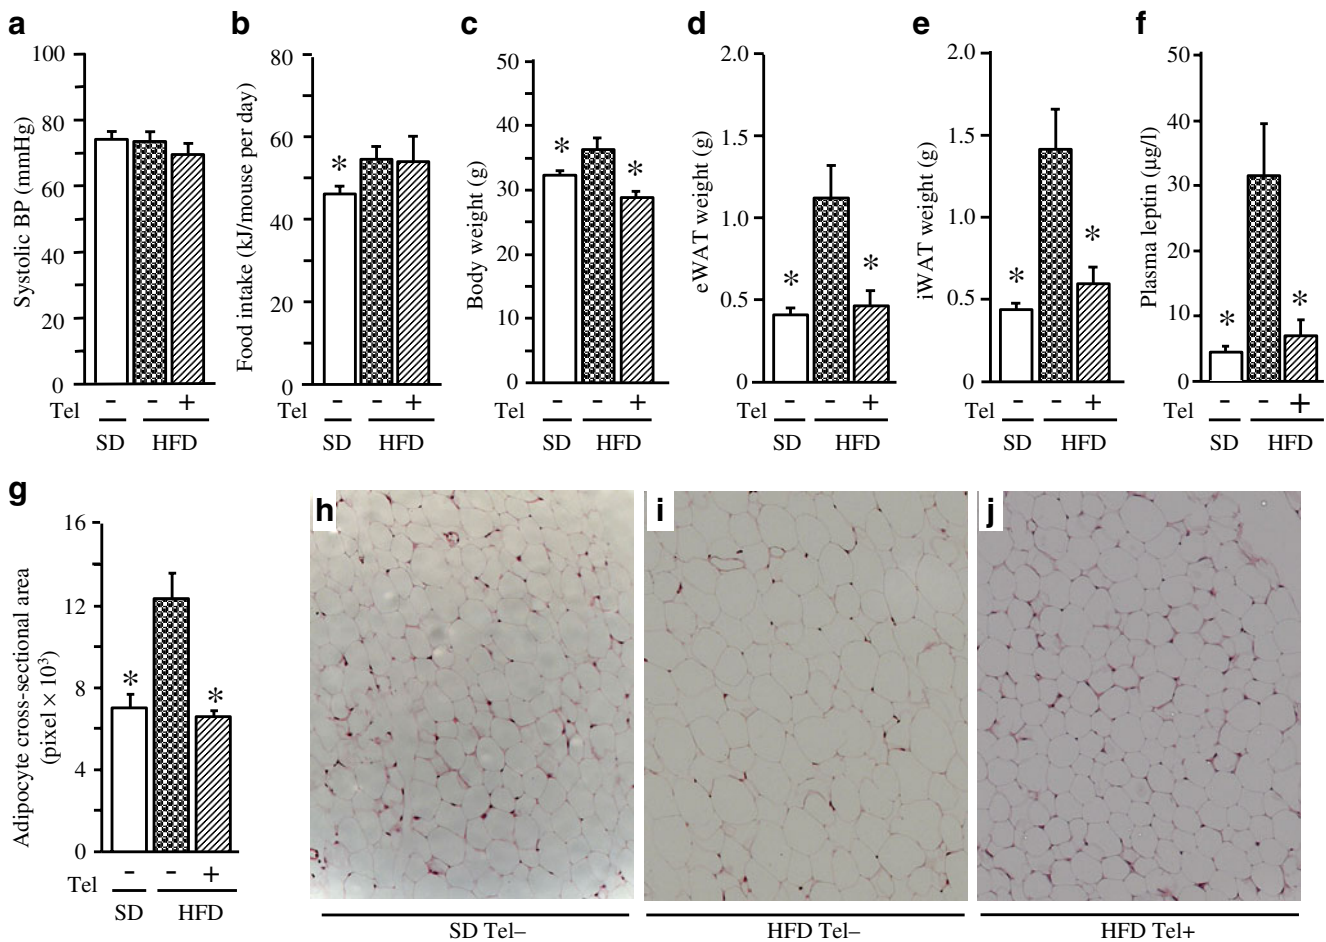 a
Systolic BP (mmHg)
100
80
60
40
20
0
Tel - - +
SD HFD
b
Food intake (kJ/mouse per day)
80
60
40
20
0
*
- - +
SD HFD
c
Body weight (g)
50
40
30
20
10
0
* *
Tel - - +
SD HFD
d
eWAT weight (g)
2.0
1.5
1.0
0.5
0
* *
Tel - - +
SD HFD
e
iWAT weight (g)
2.0
1.5
1.0
0.5
0
* *
Tel - - +
SD HFD
f
Plasma leptin (µg/l)
50
40
30
20
10
0
* *
Tel - - +
SD HFD
g
Adipocyte cross-sectional area
(pixel × 10³)
16
12
8
4
0
* *
Tel - - +
SD HFD
h
SD Tel–
i
HFD Tel–
j
HFD Tel+